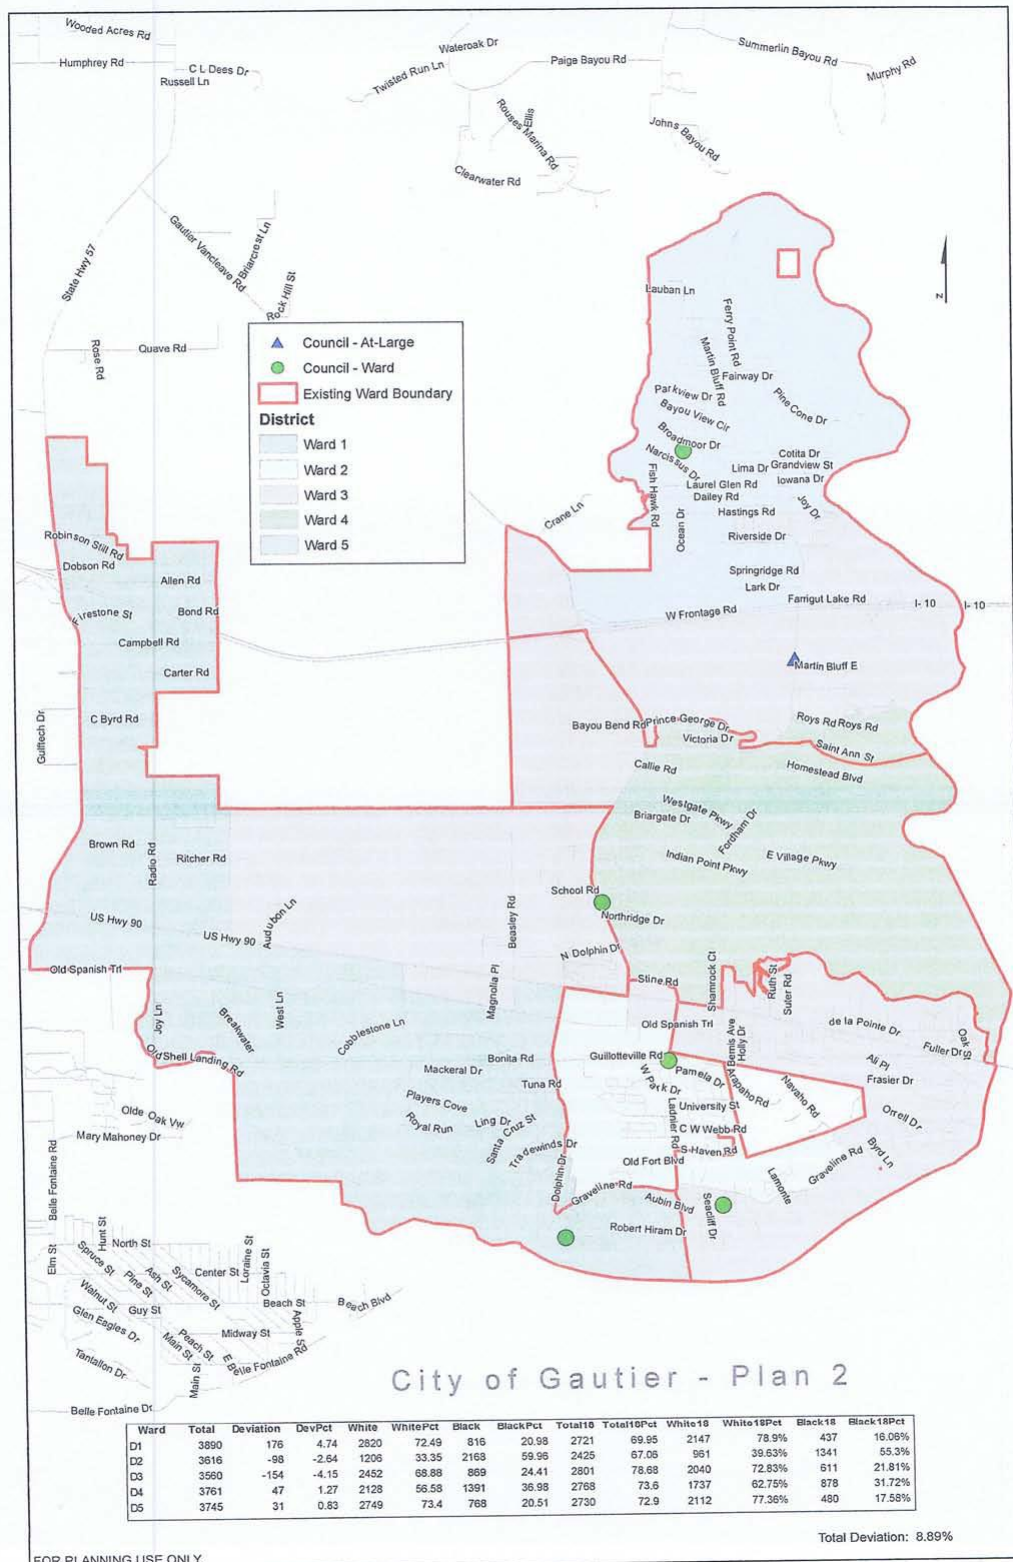 Wooded Acres Rd
Humphrey Rd
C L Dees Dr
Russell Ln
Twisted Run Ln
Wateroak Dr
Paige Bayou Rd
Summerlin Bayou Rd
Murphy Rd
Rouses Marina Rd
Ellis
Johns Bayou Rd
Clearwater Rd
State Hwy 57
Gautier Vancleave Rd
Briarcrest Ln
Rock Hill St
Rose Rd
Quave Rd
N
Council - At-Large
Council - Ward
Existing Ward Boundary
District
Ward 1
Ward 2
Ward 3
Ward 4
Ward 5
Lauban Ln
Ferry Point Rd
Martin Bluff Rd
Fairway Dr
Parkview Dr
Pine Cone Dr
Bayou View Cir
Broadmoor Dr
Narcissus Dr
Cotita Dr
Lima Dr
Grandview St
Fish Hawk Rd
Laurel Glen Rd
Iowana Dr
Dailey Rd
Joy Dr
Crane Ln
Ocean Dr
Hastings Rd
Riverside Dr
Springridge Rd
Lark Dr
Farrigut Lake Rd
W Frontage Rd
I- 10
I- 10
Martin Bluff E
Robinson Still Rd
Dobson Rd
Allen Rd
Firestone St
Bond Rd
Campbell Rd
Carter Rd
C Byrd Rd
Gulftech Dr
Bayou Bend Rd
Prince George Dr
Victoria Dr
Roys Rd
Roys Rd
Saint Ann St
Callie Rd
Homestead Blvd
Westgate Pkwy
Briargate Dr
Fordham Dr
Indian Point Pkwy
E Village Pkwy
Brown Rd
Radio Rd
Ritcher Rd
School Rd
Northridge Dr
US Hwy 90
US Hwy 90
Audubon Ln
Beasley Rd
N Dolphin Dr
Old Spanish Trl
Magnolia Pl
Stine Rd
Shamrock Ct
Ruth St
Suter Rd
Joy Ln
Breakwater
West Ln
Cobblestone Ln
Old Spanish Trl
Bemis Ave
Holly Dr
de la Pointe Dr
Oak St
Fuller Dr
Old Shell Landing Rd
Bonita Rd
Guillotteville Rd
Ali Pl
Mackeral Dr
Pamela Dr
Frasier Dr
Tuna Rd
W Park Dr
Arapaho Rd
Navaho Rd
Players Cove
Ladnier Rd
University St
Orrell Dr
Olde Oak Vw
Royal Run
Ling Dr
Santa Cruz St
C W Webb Rd
Mary Mahoney Dr
Tradewinds Dr
S-Haven Rd
Byrd Ln
Old Fort Blvd
Graveline Rd
Lamonte
Dolphin Dr
Graveline Rd
Aubin Blvd
Seacliff Dr
Belle Fontaine Rd
Robert Hiram Dr
Elm St
Hunt St
North St
Spruce St
Pine St
Ash St
Sycamore St
Center St
Loraine St
Octavia St
Walnut St
Guy St
Beach St
Beach Blvd
Glen Eagles Dr
Main St
Peach St
Midway St
Apple St
E Belle Fontaine Rd
Tantallon Dr
Main St
Belle Fontaine Dr
City of Gautier - Plan 2
Ward Total Deviation DevPct White WhitePct Black BlackPct Total18 Total18Pct White18 White18Pct Black18 Black18Pct
D1 3890 176 4.74 2820 72.49 816 20.98 2721 69.95 2147 78.9% 437 16.06%
D2 3616 -98 -2.64 1206 33.35 2168 59.96 2425 67.06 961 39.63% 1341 55.3%
D3 3560 -154 -4.15 2452 68.88 869 24.41 2801 78.68 2040 72.83% 611 21.81%
D4 3761 47 1.27 2128 56.58 1391 36.98 2768 73.6 1737 62.75% 878 31.72%
D5 3745 31 0.83 2749 73.4 768 20.51 2730 72.9 2112 77.36% 480 17.58%
Total Deviation: 8.89%
FOR PLANNING USE ONLY